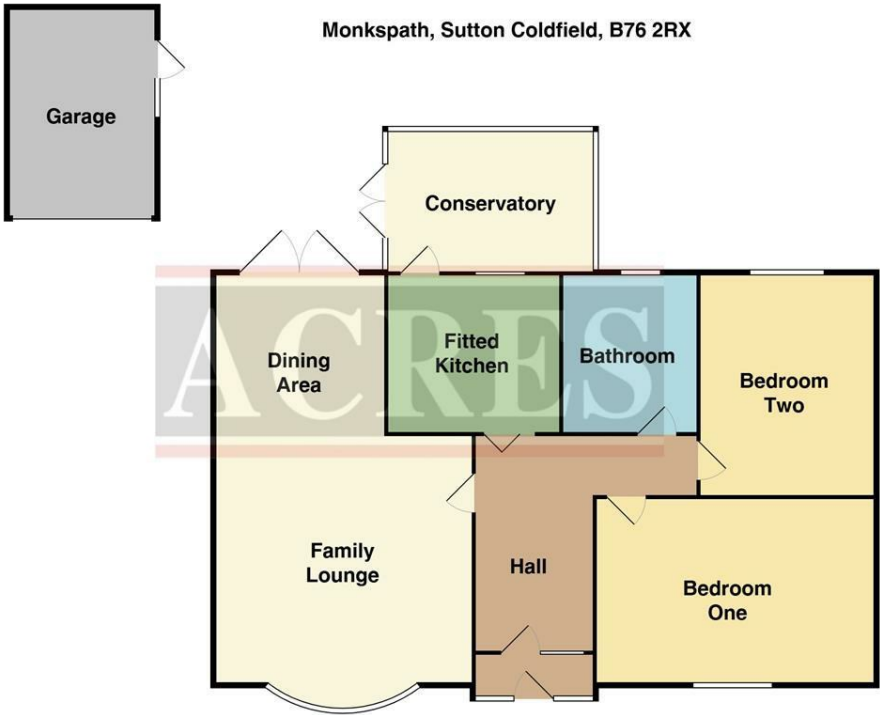 Monkspath, Sutton Coldfield, B76 2RX
Garage
Conservatory
ACRES
Dining
Area
Fitted
Kitchen
Bathroom
Bedroom
Two
Family
Lounge
Hall
Bedroom
One